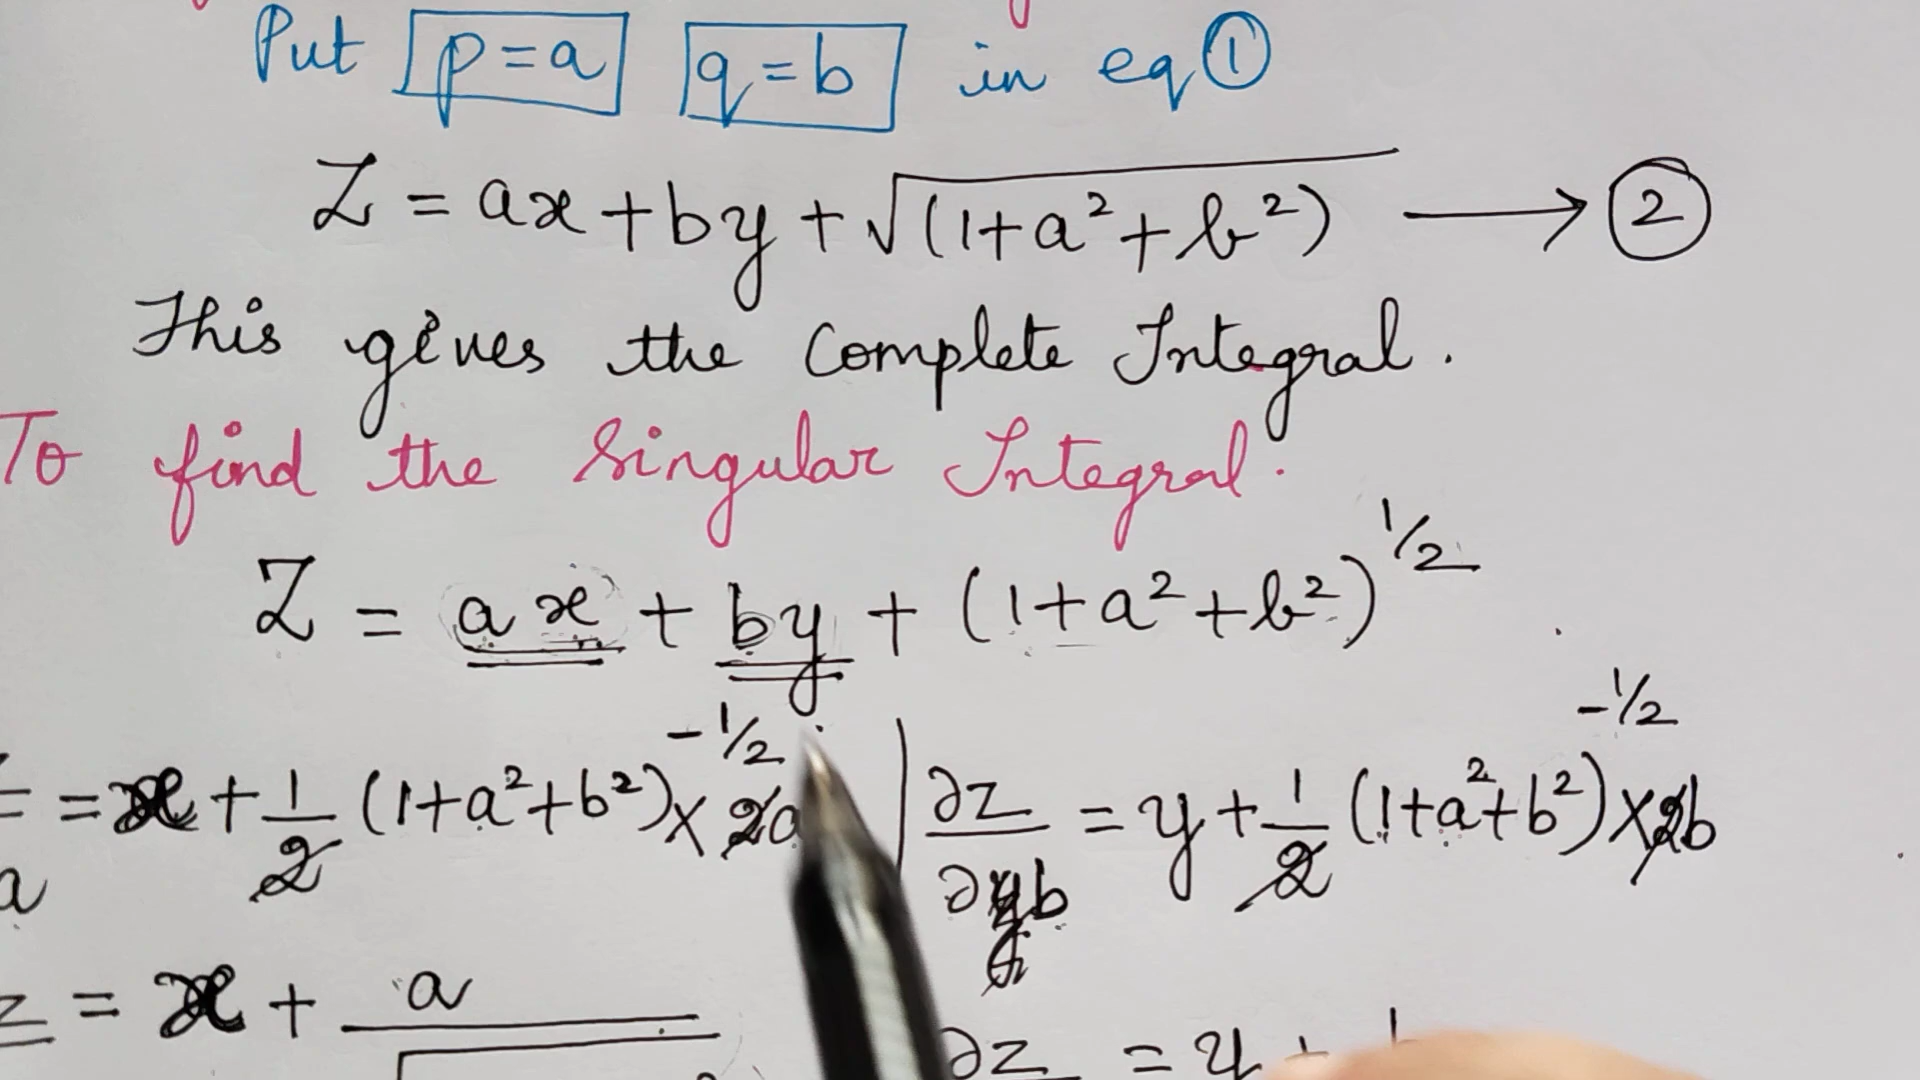 Put p=a q=b in eq ①
Z = ax + by + √(1+a²+b²) ⟶ ②
This gives the Complete Integral.
To find the Singular Integral.
Z = ax + by + (1+a²+b²)^1/2
= x + 1/2 (1+a²+b²)^-1/2 × 2a | ∂z/∂b = y + 1/2 (1+a²+b²)^-1/2 × 2b
a
z = x + a/√ ∂z = y +